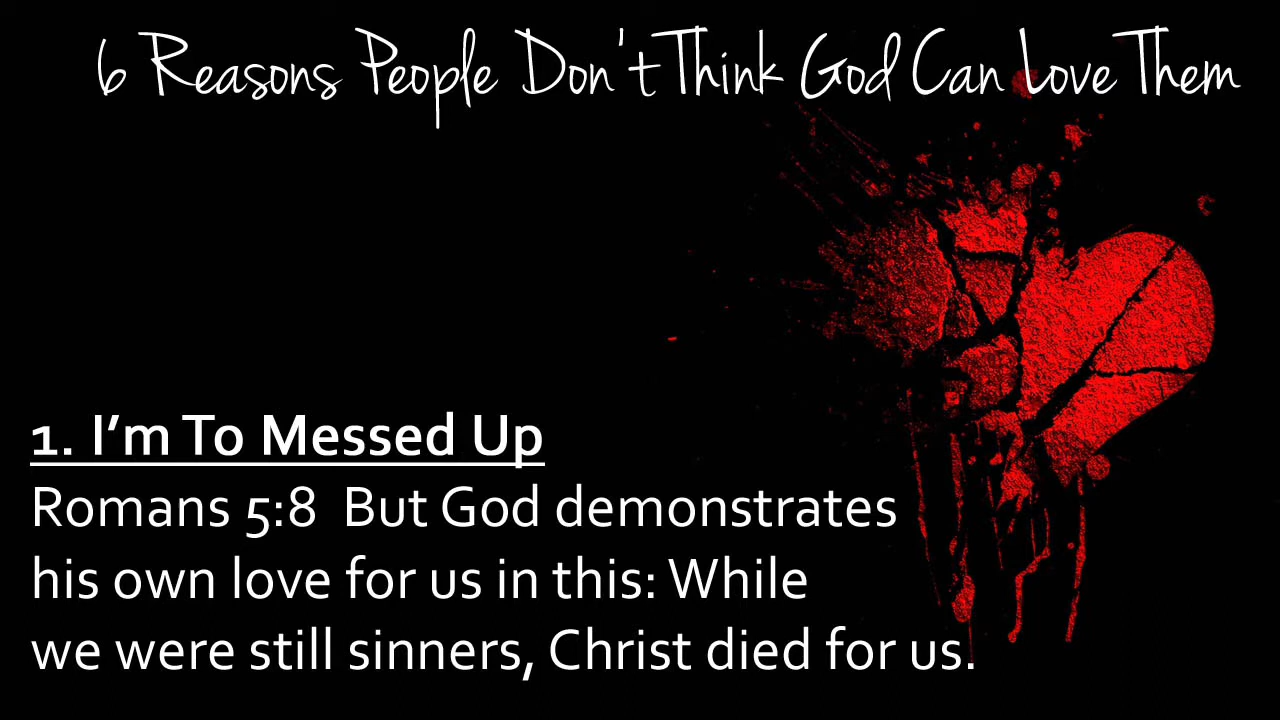 6 Reasons People Don't Think God Can Love Them
1. I’m To Messed Up
Romans 5:8  But God demonstrates
his own love for us in this: While
we were still sinners, Christ died for us.